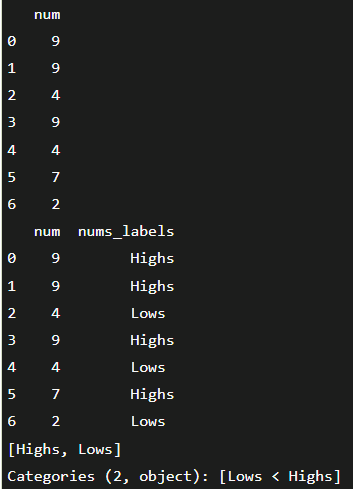 num
0 9
1 9
2 4
3 9
4 4
5 7
6 2
num nums_labels
0 9 Highs
1 9 Highs
2 4 Lows
3 9 Highs
4 4 Lows
5 7 Highs
6 2 Lows
[Highs, Lows]
Categories (2, object): [Lows < Highs]